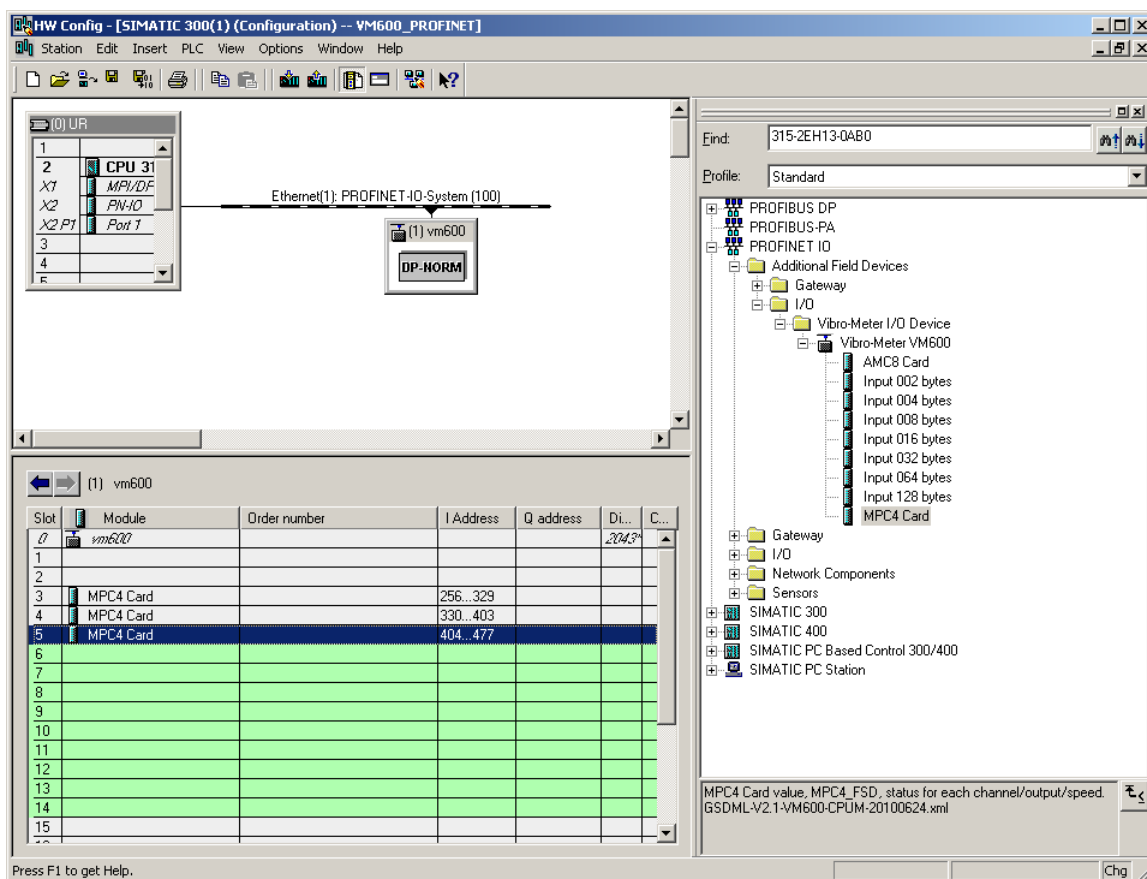 HW Config - [SIMATIC 300(1) (Configuration) -- VM600_PROFINET]
Station Edit Insert PLC View Options Window Help
(0) UR
1
2 CPU 31
X1 MPI/DP
X2 PN-IO
X2 P1 Port 1
3
4
5
Ethernet(1): PROFINET-IO-System (100)
(1) vm600
DP-NORM
Find: 315-2EH13-0AB0
Profile: Standard
PROFIBUS DP
PROFIBUS-PA
PROFINET IO
Additional Field Devices
Gateway
I/O
Vibro-Meter I/O Device
Vibro-Meter VM600
AMC8 Card
Input 002 bytes
Input 004 bytes
Input 008 bytes
Input 016 bytes
Input 032 bytes
Input 064 bytes
Input 128 bytes
MPC4 Card
Gateway
I/O
Network Components
Sensors
SIMATIC 300
SIMATIC 400
SIMATIC PC Based Control 300/400
SIMATIC PC Station
(1) vm600
Slot Module Order number I Address Q address Di... C...
0 vm600 2043*
1
2
3 MPC4 Card 256...329
4 MPC4 Card 330...403
5 MPC4 Card 404...477
6
7
8
9
10
11
12
13
14
15
MPC4 Card value, MPC4_FSD, status for each channel/output/speed.
GSDML-V2.1-VM600-CPUM-20100624.xml
Press F1 to get Help. Chg